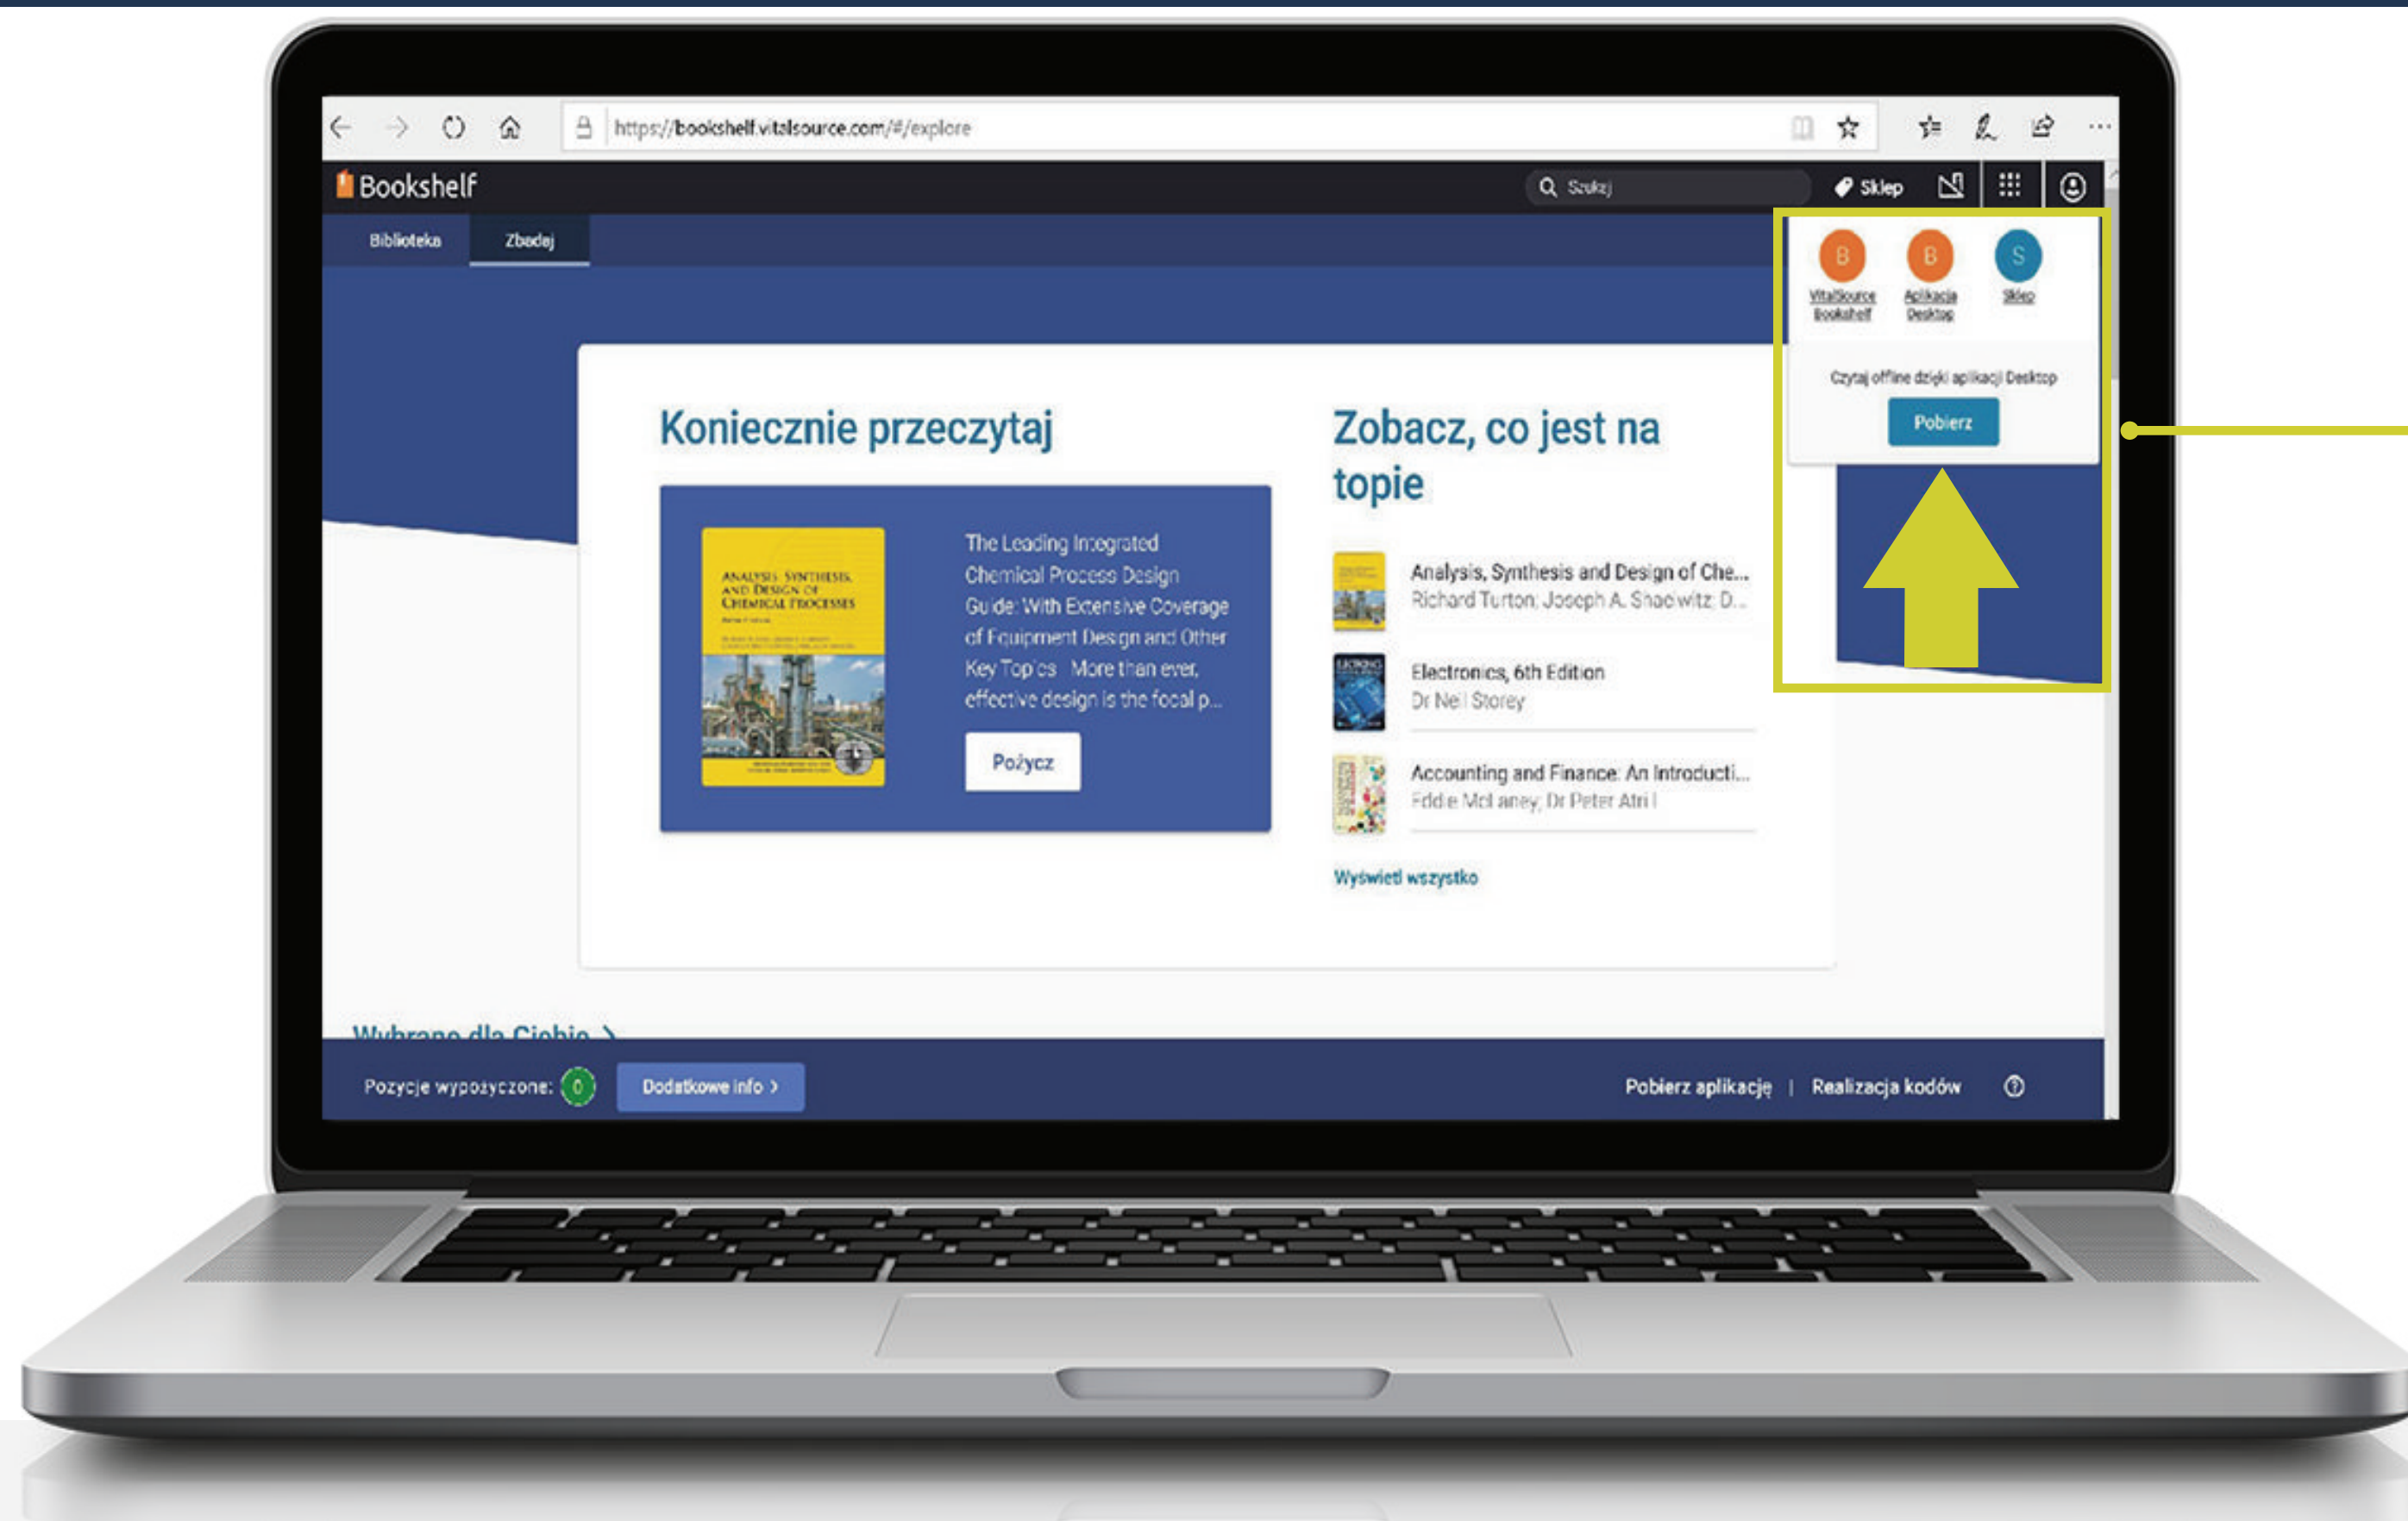 https://bookshelf.vitalsource.com/#/explore
Bookshelf
Szukaj
Sklep
Biblioteka
Zbadaj
B
B
S
VitalSource
Bookshelf
Aplikacja
Desktop
Sklep
Czytaj offline dzięki aplikacji Desktop
Pobierz
Koniecznie przeczytaj
ANALYSIS, SYNTHESIS,
AND DESIGN OF
CHEMICAL PROCESSES
The Leading Integrated
Chemical Process Design
Guide: With Extensive Coverage
of Equipment Design and Other
Key Topics More than ever,
effective design is the focal p...
Pożycz
Zobacz, co jest na
topie
Analysis, Synthesis and Design of Che...
Richard Turton; Joseph A. Shaeiwitz; D...
Electronics, 6th Edition
Dr Neil Storey
Accounting and Finance: An Introducti...
Eddie McLaney; Dr Peter Atrill
Wyświetl wszystko
Wybrane dla Ciebie >
Pozycje wypożyczone: 0
Dodatkowe info >
Pobierz aplikację | Realizacja kodów